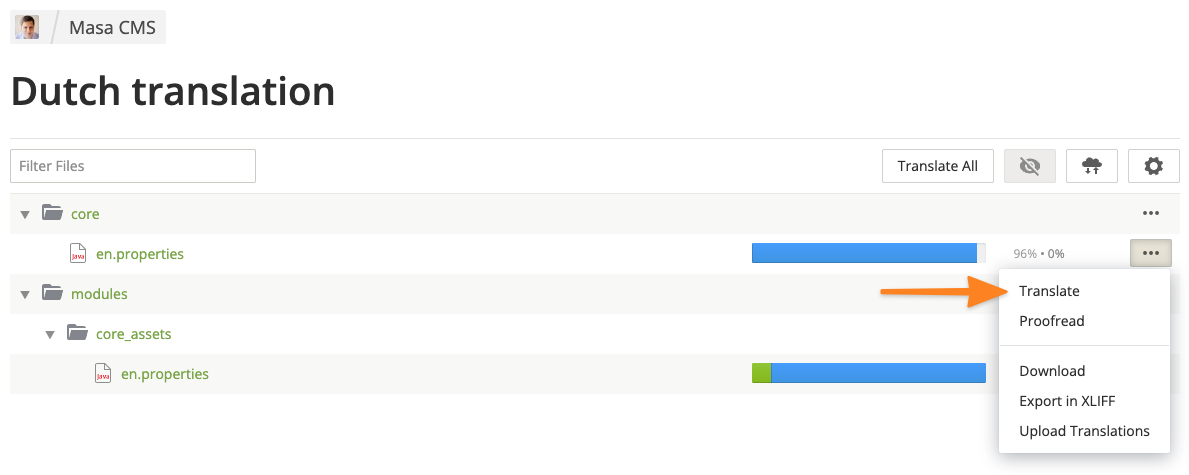 Masa CMS
Dutch translation
Filter Files
Translate All
core
en.properties
96% • 0%
Translate
modules
Proofread
core_assets
en.properties
Download
Export in XLIFF
Upload Translations
Java
Java